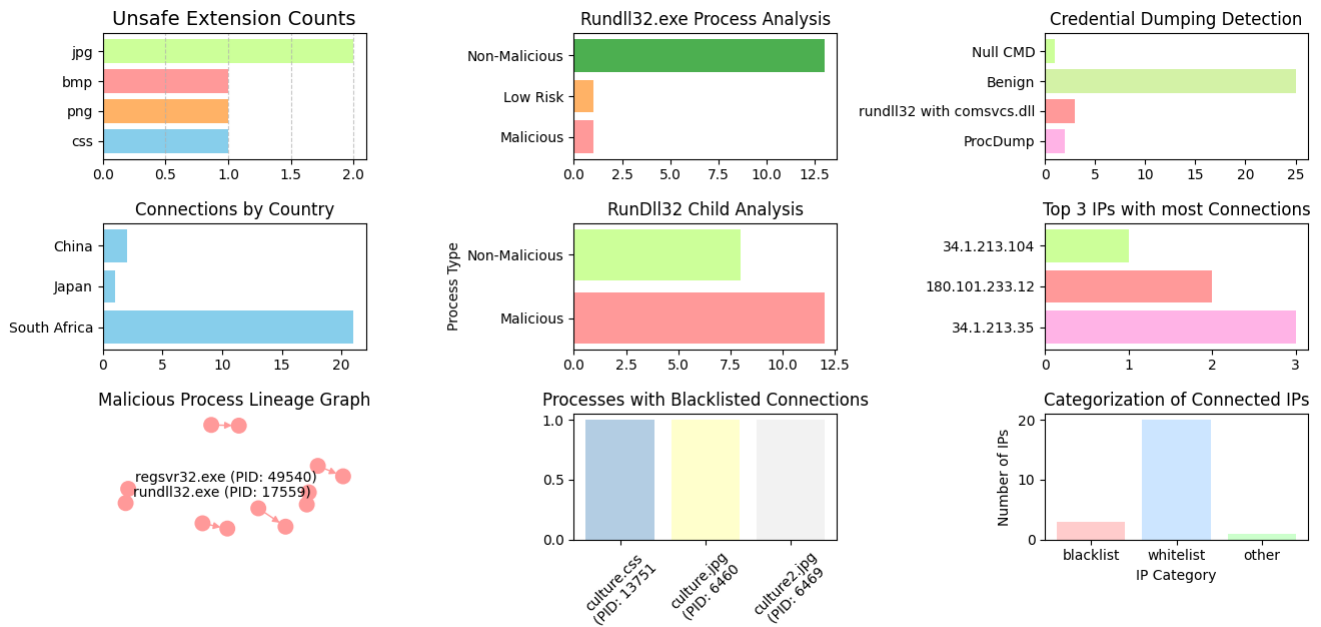 Unsafe Extension Counts
jpg
bmp
png
css
0.0 0.5 1.0 1.5 2.0
Rundll32.exe Process Analysis
Non-Malicious
Low Risk
Malicious
0.0 2.5 5.0 7.5 10.0 12.5
Credential Dumping Detection
Null CMD
Benign
rundll32 with comsvcs.dll
ProcDump
0 5 10 15 20 25
Connections by Country
China
Japan
South Africa
0 5 10 15 20
RunDll32 Child Analysis
Process Type
Non-Malicious
Malicious
0.0 2.5 5.0 7.5 10.0 12.5
Top 3 IPs with most Connections
34.1.213.104
180.101.233.12
34.1.213.35
0 1 2 3
Malicious Process Lineage Graph
regsvr32.exe (PID: 49540)
rundll32.exe (PID: 17559)
Processes with Blacklisted Connections
1.0
0.5
0.0
culture.css
(PID: 13751
culture.jpg
(PID: 6460
culture2.jpg
(PID: 6469
Categorization of Connected IPs
Number of IPs
20
10
0
blacklist whitelist other
IP Category